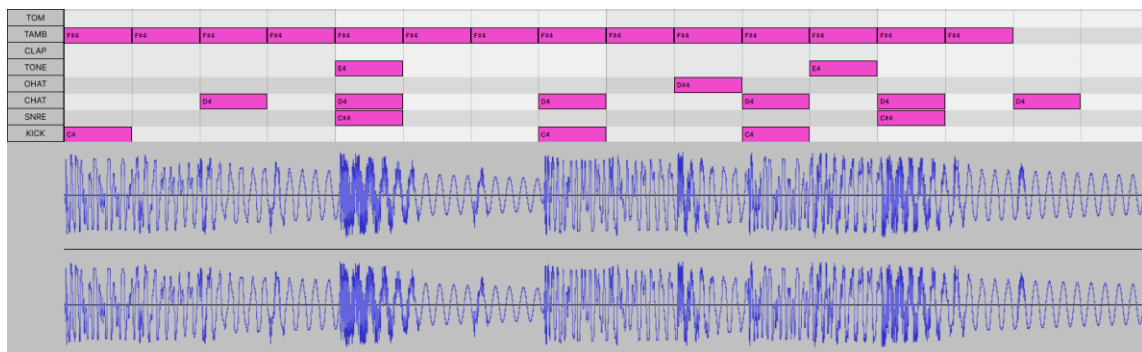 TOM
TAMB F#4 F#4 F#4 F#4 F#4 F#4 F#4 F#4 F#4 F#4 F#4 F#4 F#4 F#4
CLAP
TONE E4 E4
OHAT D#4
CHAT D4 D4 D4 D4 D4 D4
SNRE C#4 C#4
KICK C4 C4 C4